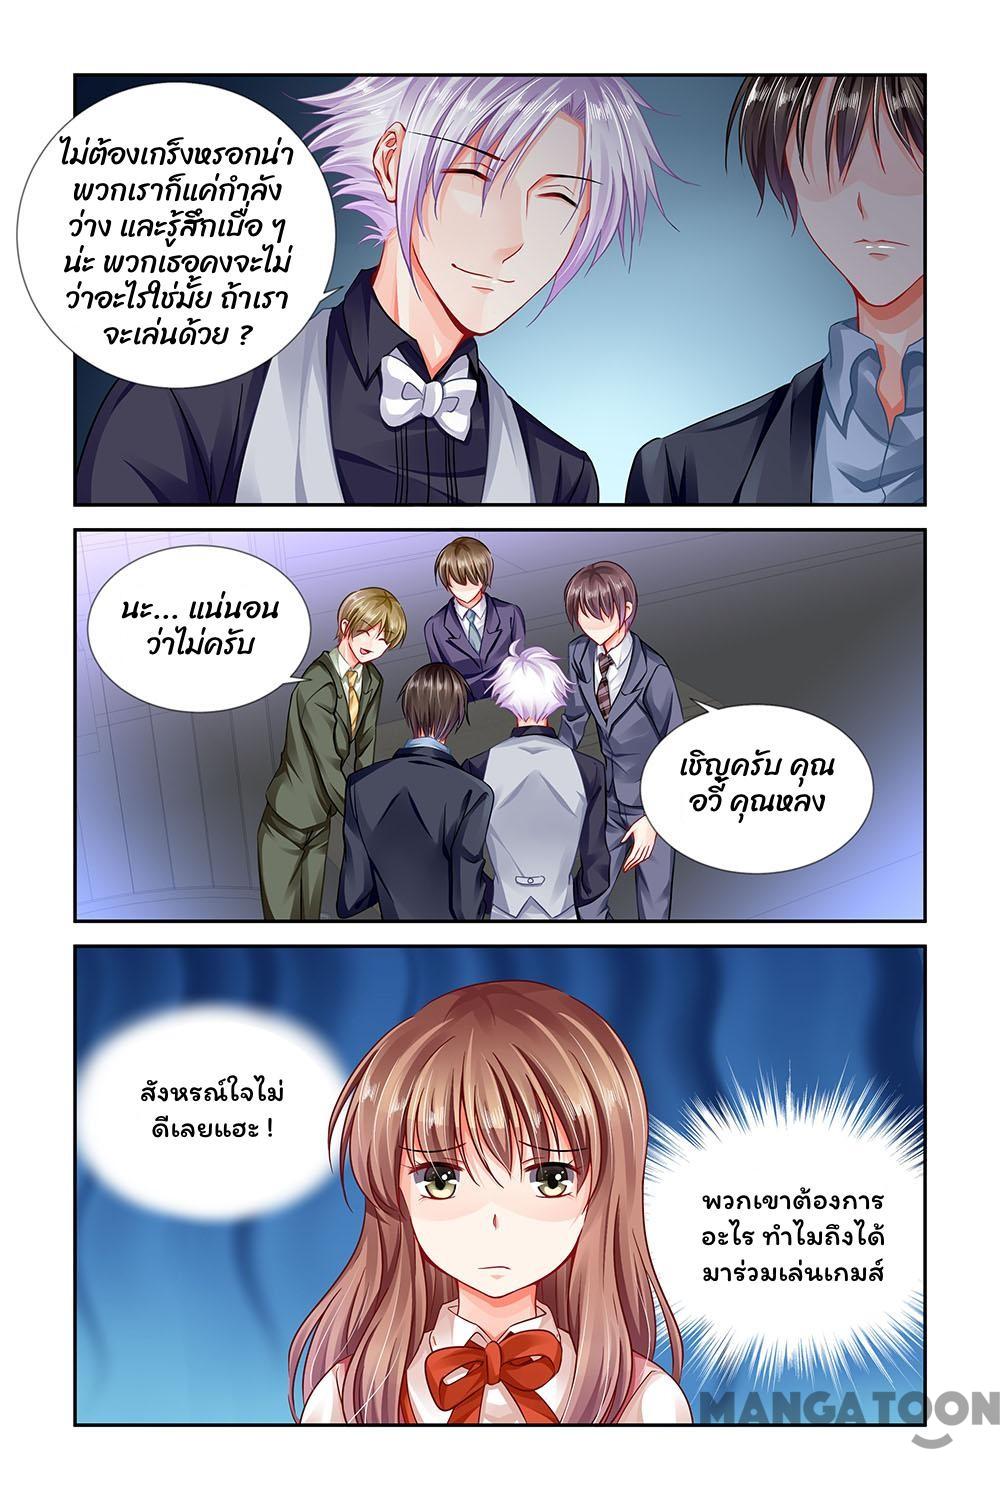 ไม่ต้องเกร็งหรอกน่า
พวกเราก็แค่กำลัง
ว่าง และรู้สึกเบื่อ ๆ
น่ะ พวกเธอคงจะไม่
ว่าอะไรใช่มั้ย ถ้าเรา
จะเล่นด้วย ?
นะ... แน่นอน
ว่าไม่ครับ
เชิญครับ คุณ
อวี้ คุณหลง
สังหรณ์ใจไม่
ดีเลยแฮะ !
พวกเขาต้องการ
อะไร ทำไมถึงได้
มาร่วมเล่นเกมส์
MANGATOON